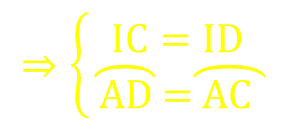 ⇒ { IC = ID
⌒AD = ⌒AC